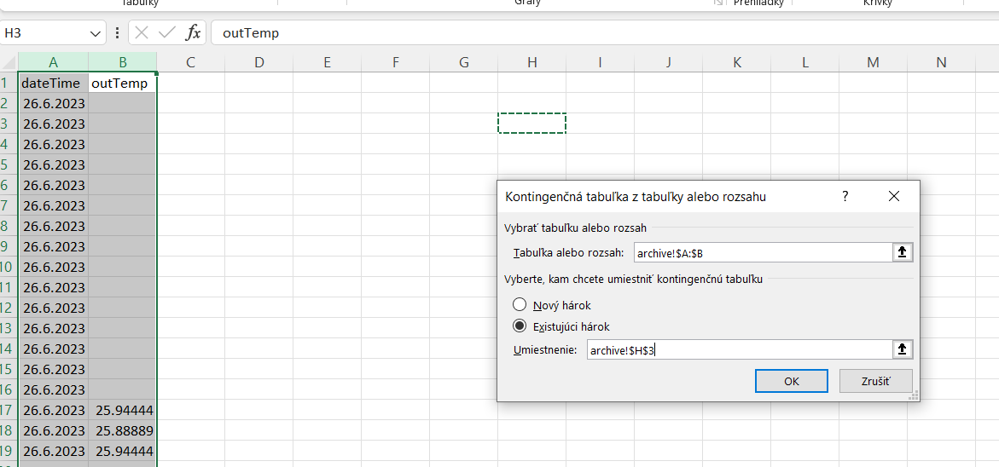 Tabuľky Grafy Prehliadky Krivky
H3 fx outTemp
A B C D E F G H I J K L M N
1 dateTime outTemp
2 26.6.2023
3 26.6.2023
4 26.6.2023
5 26.6.2023
6 26.6.2023
7 26.6.2023
8 26.6.2023
9 26.6.2023
10 26.6.2023
11 26.6.2023
12 26.6.2023
13 26.6.2023
14 26.6.2023
15 26.6.2023
16 26.6.2023
17 26.6.2023 25.94444
18 26.6.2023 25.88889
19 26.6.2023 25.94444
Kontingenčná tabuľka z tabuľky alebo rozsahu ?
Vybrať tabuľku alebo rozsah
Tabuľka alebo rozsah: archive!$A:$B
Vyberte, kam chcete umiestniť kontingenčnú tabuľku
Nový hárok
Existujúci hárok
Umiestnenie: archive!$H$3
OK Zrušiť